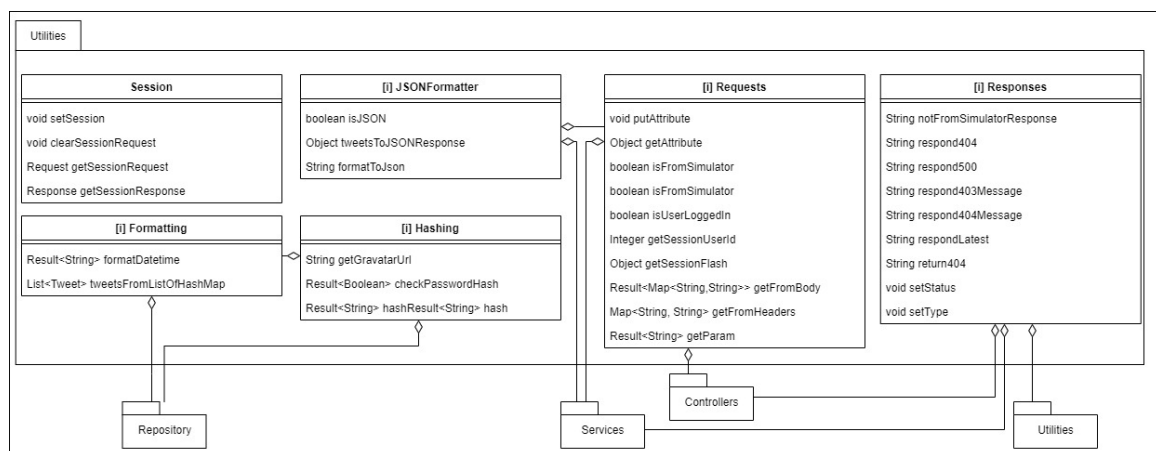 Utilities
Session
void setSession
void clearSessionRequest
Request getSessionRequest
Response getSessionResponse
[i] JSONFormatter
boolean isJSON
Object tweetsToJSONResponse
String formatToJson
[i] Requests
void putAttribute
Object getAttribute
boolean isFromSimulator
boolean isFromSimulator
boolean isUserLoggedIn
Integer getSessionUserId
Object getSessionFlash
Result<Map<String,String>> getFromBody
Map<String, String> getFromHeaders
Result<String> getParam
[i] Responses
String notFromSimulatorResponse
String respond404
String respond500
String respond403Message
String respond404Message
String respondLatest
String return404
void setStatus
void setType
[i] Formatting
Result<String> formatDatetime
List<Tweet> tweetsFromListOfHashMap
[i] Hashing
String getGravatarUrl
Result<Boolean> checkPasswordHash
Result<String> hashResult<String> hash
Repository
Services
Controllers
Utilities